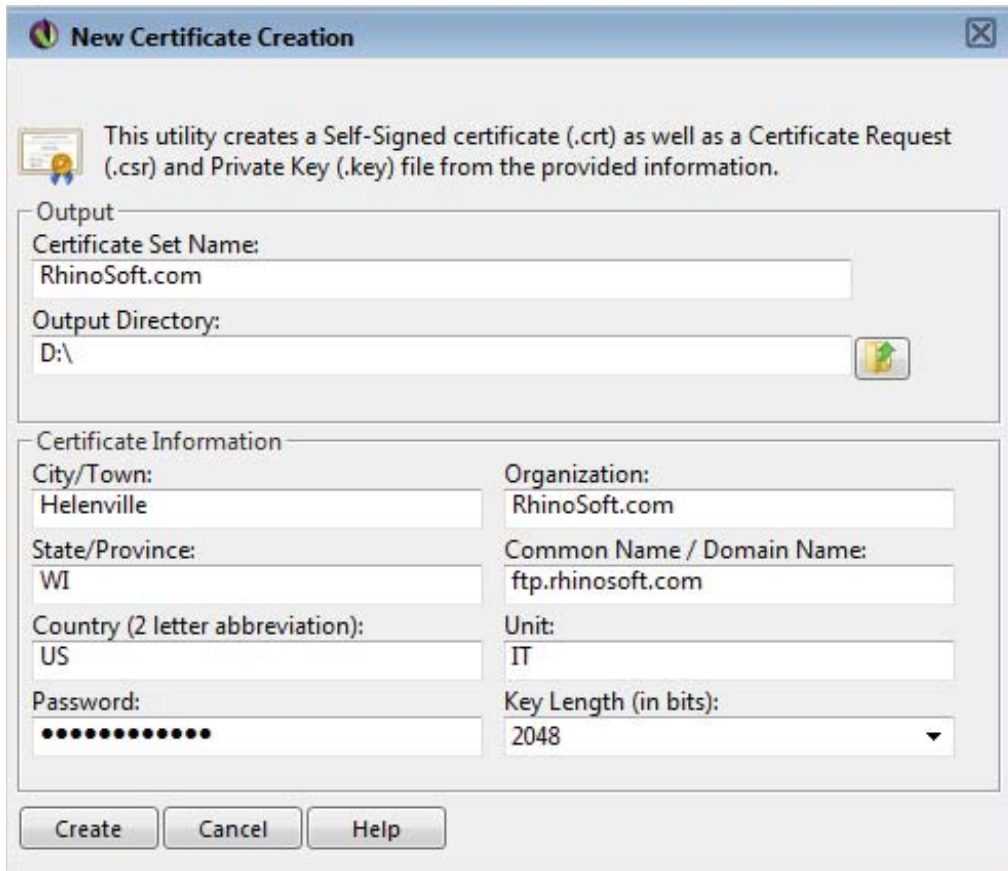 New Certificate Creation
This utility creates a Self-Signed certificate (.crt) as well as a Certificate Request
(.csr) and Private Key (.key) file from the provided information.
Output
Certificate Set Name:
RhinoSoft.com
Output Directory:
D:\
Certificate Information
City/Town:
Helenville
Organization:
RhinoSoft.com
State/Province:
WI
Common Name / Domain Name:
ftp.rhinosoft.com
Country (2 letter abbreviation):
US
Unit:
IT
Password:
●●●●●●●●●●●●
Key Length (in bits):
2048
Create
Cancel
Help